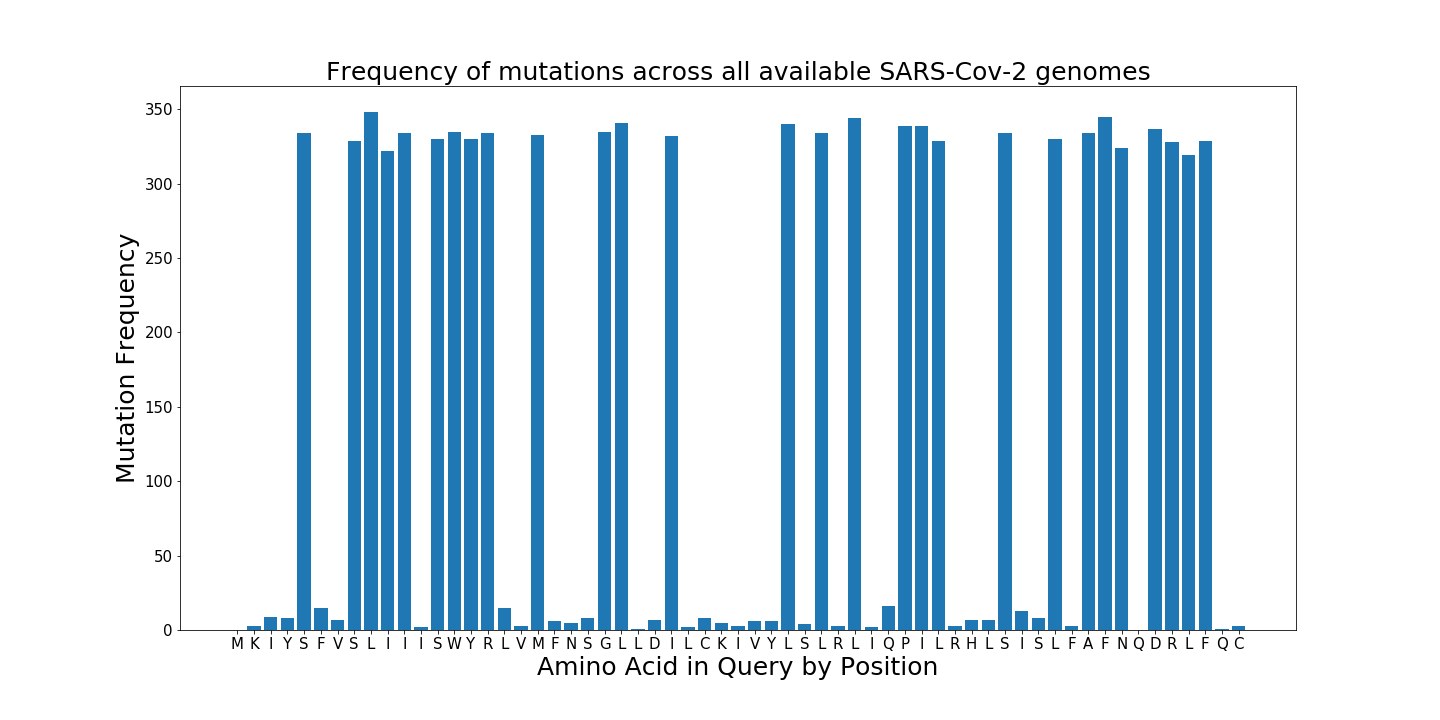 Frequency of mutations across all available SARS-Cov-2 genomes
350
300
250
200
150
100
50
0
Mutation Frequency
M K I Y S F V S L I I I S W Y R L V M F N S G L L D I L C K I V Y L S L R L I Q P I L R H L S I S L F A F N Q D R L F Q C
Amino Acid in Query by Position